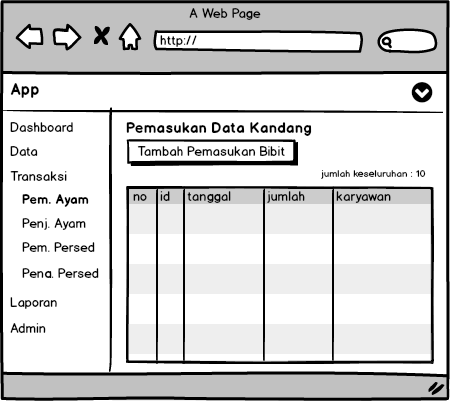 A Web Page
http://
App
Dashboard
Data
Transaksi
Pem. Ayam
Penj. Ayam
Pem. Persed
Pena. Persed
Laporan
Admin
Pemasukan Data Kandang
Tambah Pemasukan Bibit
jumlah keseluruhan : 10
no id tanggal jumlah karyawan